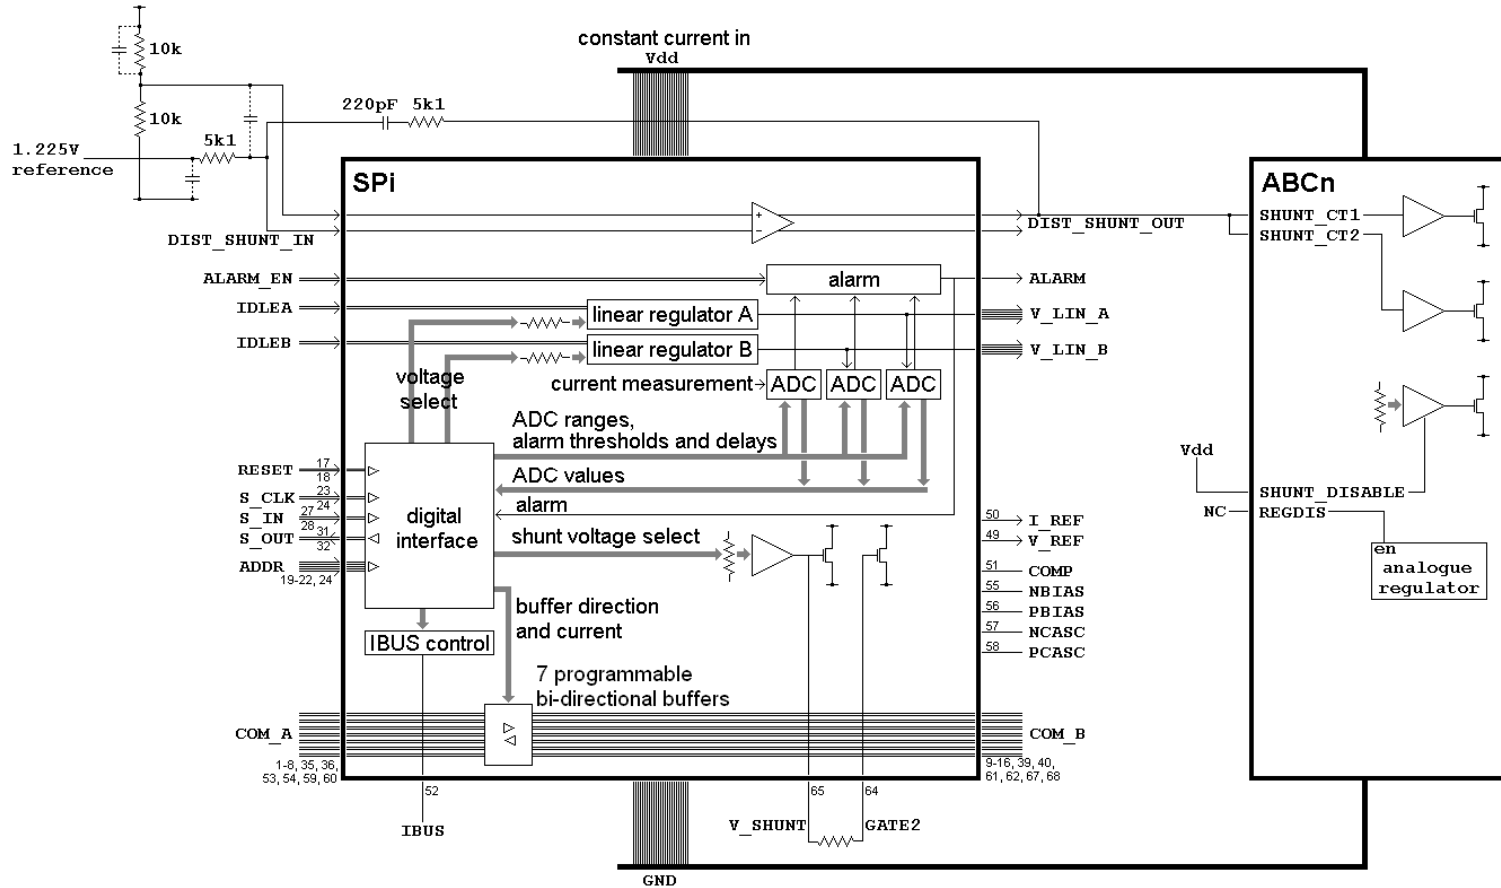 constant current in
Vdd
10k
220pF 5k1
10k
5k1
1.225V
reference
SPi
ABCn
+
-
DIST_SHUNT_IN
DIST_SHUNT_OUT
SHUNT_CT1
SHUNT_CT2
ALARM_EN
alarm
ALARM
IDLEA
linear regulator A
V_LIN_A
IDLEB
linear regulator B
V_LIN_B
voltage
select
current measurement
ADC
ADC
ADC
ADC ranges,
alarm thresholds and delays
ADC values
alarm
RESET
17
18
S_CLK
23
24
S_IN
27
28
S_OUT
31
32
ADDR
19-22, 24
digital
interface
shunt voltage select
Vdd
SHUNT_DISABLE
NC
REGDIS
en
analogue
regulator
50
I_REF
49
V_REF
51
COMP
55
NBIAS
56
PBIAS
57
NCASC
58
PCASC
buffer direction
and current
IBUS control
7 programmable
bi-directional buffers
COM_A
COM_B
1-8, 35, 36,
53, 54, 59, 60
9-16, 39, 40,
61, 62, 67, 68
52
65
64
IBUS
V_SHUNT
GATE2
GND